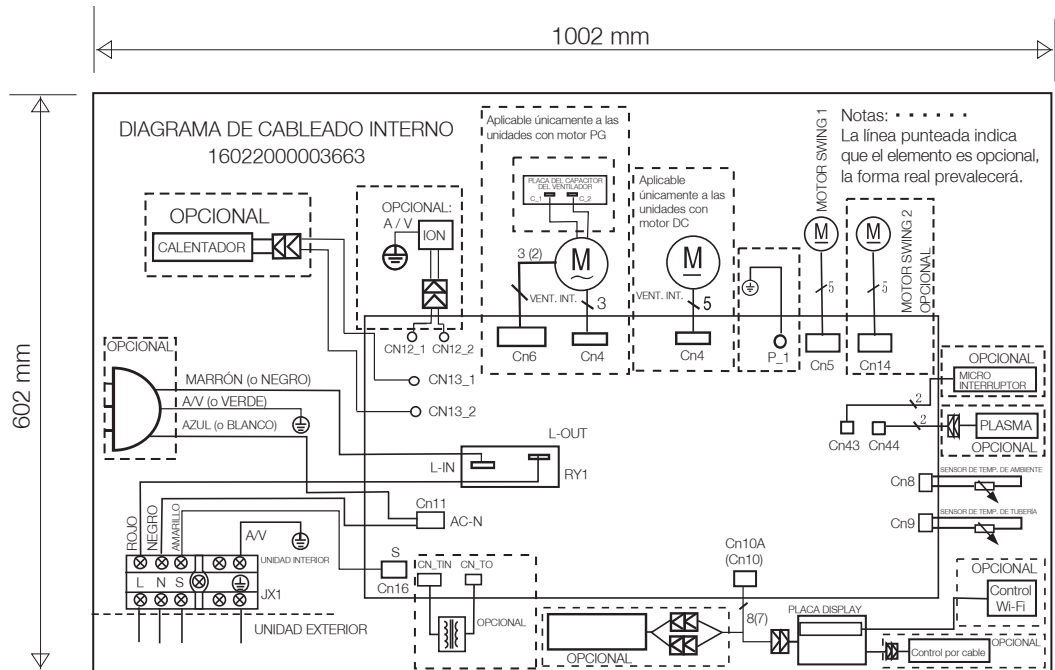 1002 mm
602 mm
DIAGRAMA DE CABLEADO INTERNO
16022000003663
Aplicable únicamente a las
unidades con motor PG
PLACA DEL CAPACITOR
DEL VENTILADOR
C_1
C_2
M
3 (2)
VENT. INT.
3
Cn6
Cn4
Aplicable
únicamente a las
unidades con
motor DC
M
VENT. INT.
5
Cn4
P_1
MOTOR SWING 1
M
5
Cn5
MOTOR SWING 2
OPCIONAL
M
5
Cn14
Notas:
La línea punteada indica
que el elemento es opcional,
la forma real prevalecerá.
OPCIONAL
CALENTADOR
OPCIONAL:
A / V
ION
CN12_1
CN12_2
CN13_1
CN13_2
OPCIONAL
MARRÓN (o NEGRO)
A/V (o VERDE)
AZUL (o BLANCO)
L-OUT
L-IN
RY1
Cn11
AC-N
OPCIONAL
MICRO
INTERRUPTOR
2
Cn43
Cn44
2
PLASMA
OPCIONAL
Cn8
SENSOR DE TEMP. DE AMBIENTE
Cn9
SENSOR DE TEMP. DE TUBERÍA
ROJO
NEGRO
AMARILLO
A/V
UNIDAD INTERIOR
L
N
S
JX1
UNIDAD EXTERIOR
S
Cn16
CN_TIN
CN_TO
OPCIONAL
Cn10A
(Cn10)
8(7)
OPCIONAL
PLACA DISPLAY
OPCIONAL
Control
Wi-Fi
OPCIONAL
Control por cable